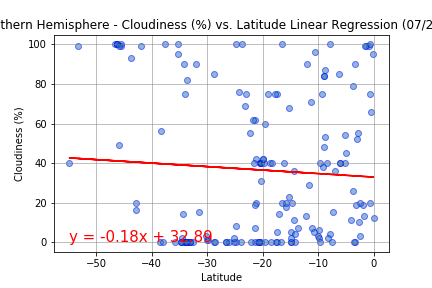 thern Hemisphere - Cloudiness (%) vs. Latitude Linear Regression (07/2
100
80
60
40
20
0
Cloudiness (%)
y = -0.18x + 32.89
−50 −40 −30 −20 −10 0
Latitude